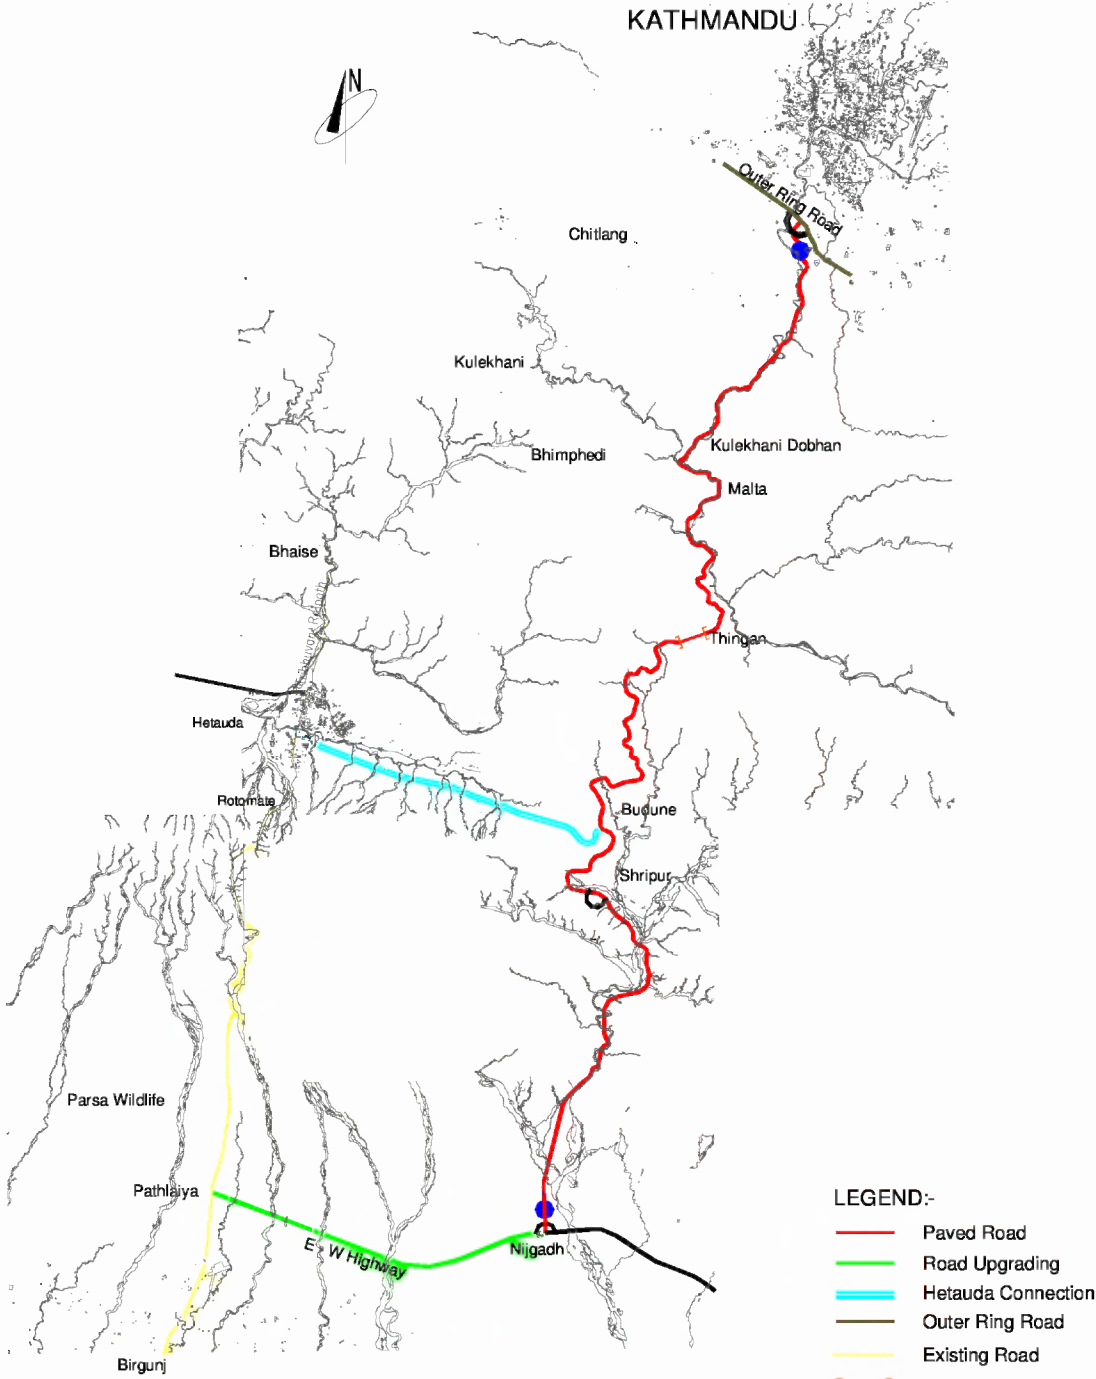 KATHMANDU
N
Outer Ring Road
Chitlang
Kulekhani
Kulekhani Dobhan
Bhimphedi
Malta
Bhaise
Thingan
Hetauda
Rotomate
Budune
Shripur
Parsa Wildlife
Pathlaiya
E - W Highway
Nijgadh
Birgunj
LEGEND:-
Paved Road
Road Upgrading
Hetauda Connection
Outer Ring Road
Existing Road